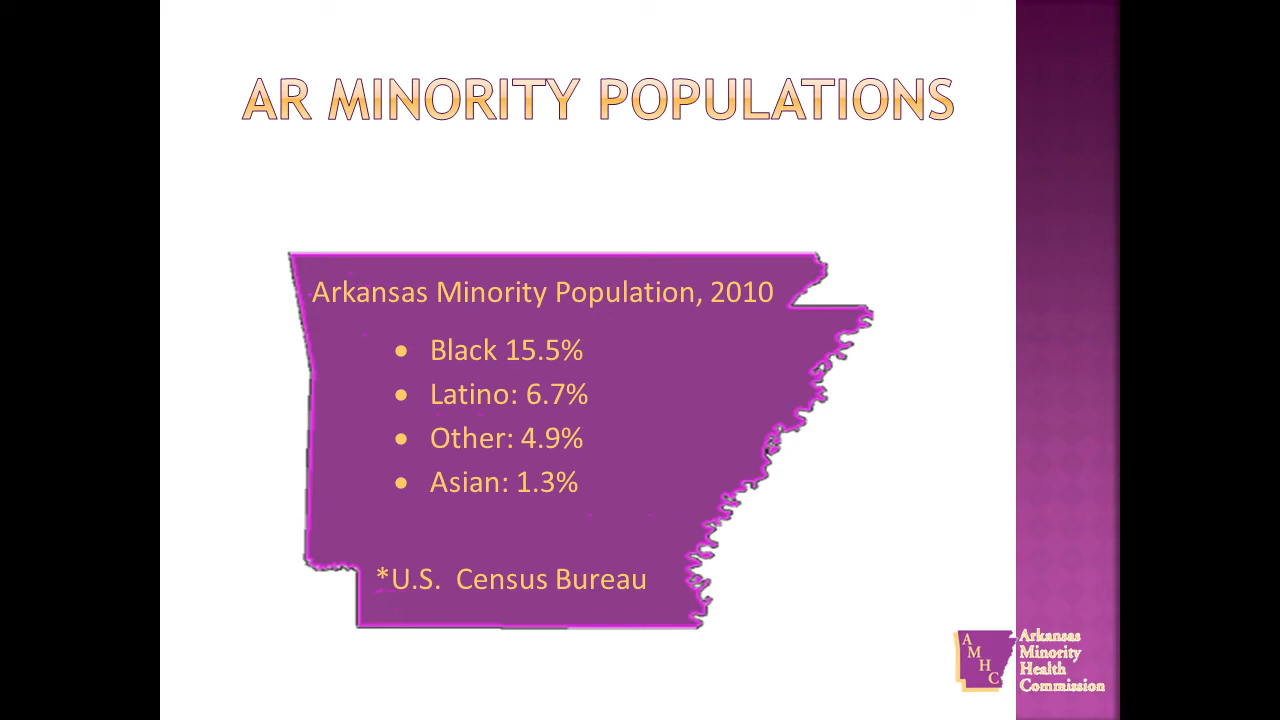 AR MINORITY POPULATIONS
Arkansas Minority Population, 2010
• Black 15.5%
• Latino: 6.7%
• Other: 4.9%
• Asian: 1.3%
*U.S. Census Bureau
A
M
H
C
Arkansas
Minority
Health
Commission